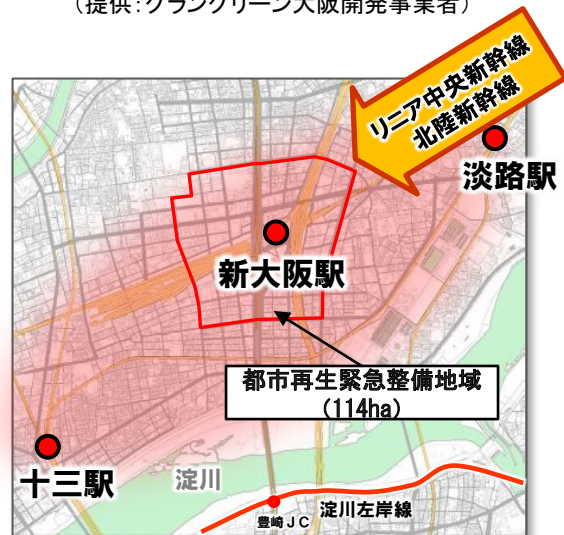 （提供：グラングリーン大阪開発事業者）
リニア中央新幹線
北陸新幹線
淡路駅
新大阪駅
都市再生緊急整備地域
（114ha）
十三駅
淀川
淀川左岸線
豊崎ＪＣ